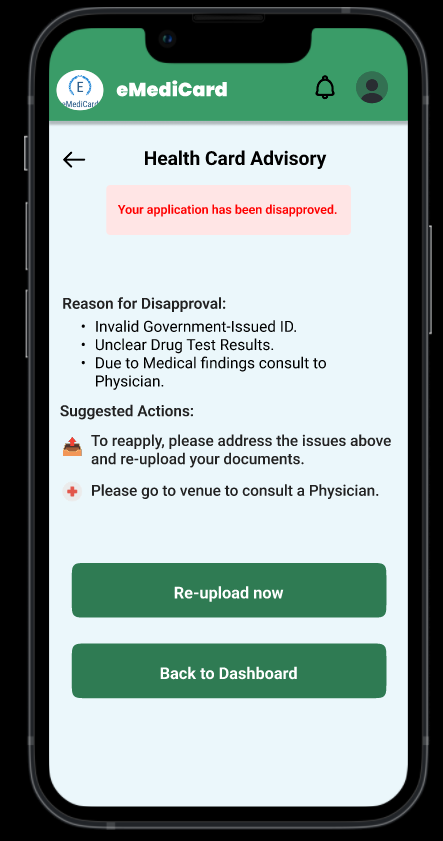 E
eMediCard
eMediCard
Health Card Advisory
Your application has been disapproved.
Reason for Disapproval:
• Invalid Government-Issued ID.
• Unclear Drug Test Results.
• Due to Medical findings consult to
Physician.
Suggested Actions:
To reapply, please address the issues above
and re-upload your documents.
Please go to venue to consult a Physician.
Re-upload now
Back to Dashboard